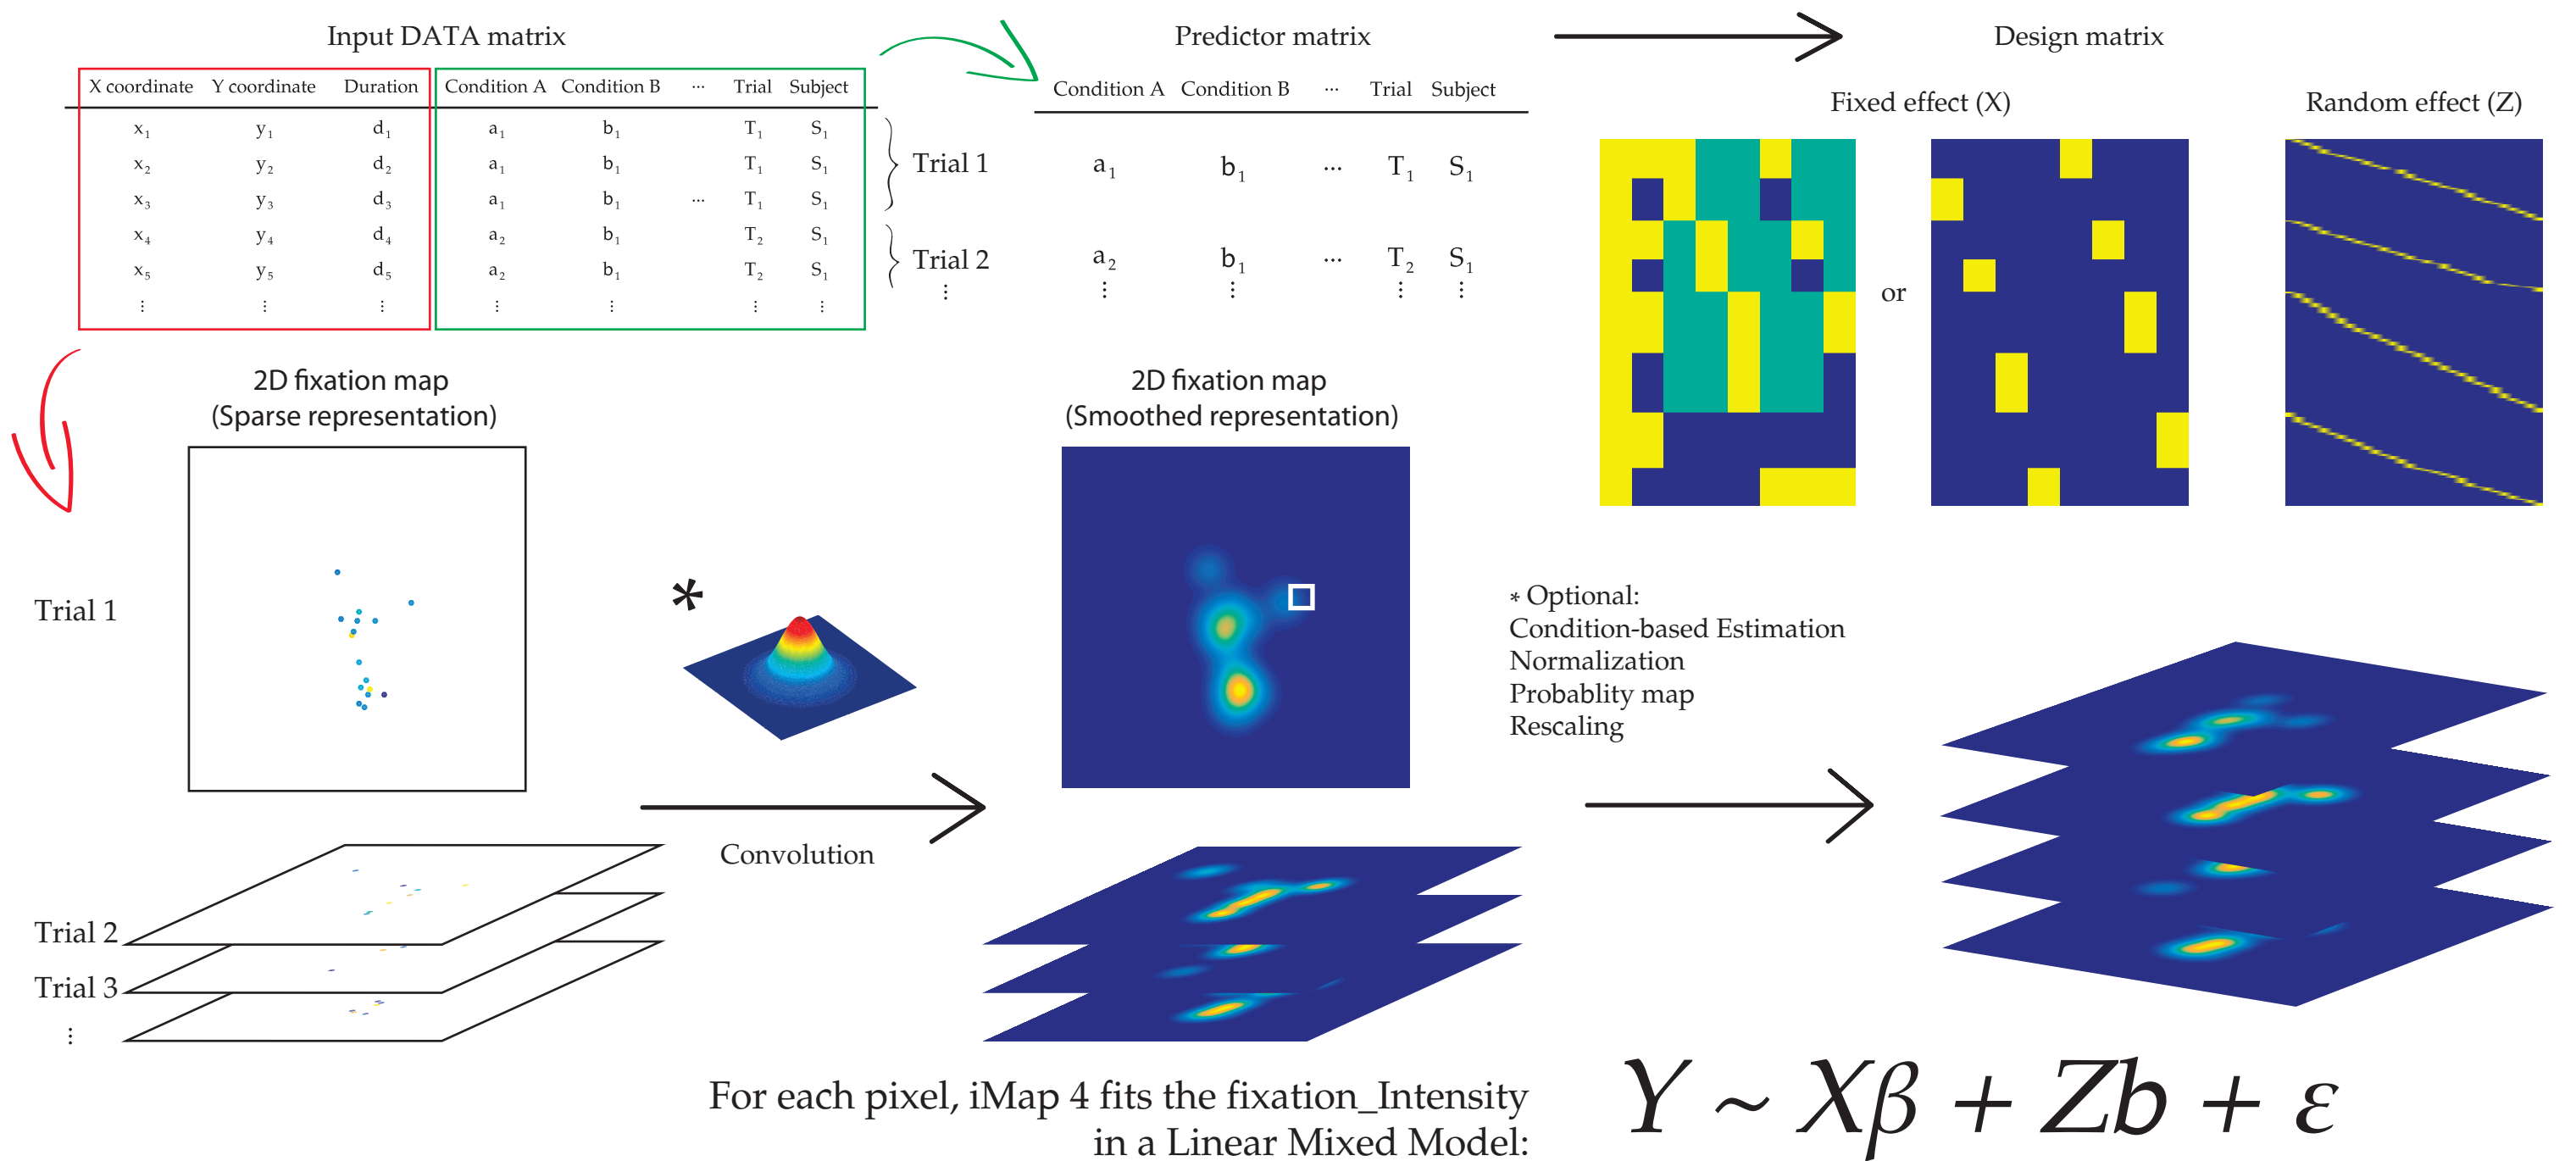 Input DATA matrix
X coordinate Y coordinate Duration Condition A Condition B ... Trial Subject
x1 y1 d1 a1 b1 T1 S1
x2 y2 d2 a1 b1 T1 S1
x3 y3 d3 a1 b1 ... T1 S1
x4 y4 d4 a2 b1 T2 S1
x5 y5 d5 a2 b1 T2 S1
⋮ ⋮ ⋮ ⋮ ⋮ ⋮ ⋮
Trial 1
Trial 2
⋮
Predictor matrix
Condition A Condition B ... Trial Subject
a1 b1 ... T1 S1
a2 b1 ... T2 S1
⋮ ⋮ ⋮ ⋮
Design matrix
Fixed effect (X)
Random effect (Z)
or
2D fixation map
(Sparse representation)
2D fixation map
(Smoothed representation)
Trial 1
*
Convolution
* Optional:
Condition-based Estimation
Normalization
Probablity map
Rescaling
Trial 2
Trial 3
⋮
For each pixel, iMap 4 fits the fixation_Intensity
in a Linear Mixed Model:
Y ~ Xβ + Zb + ε